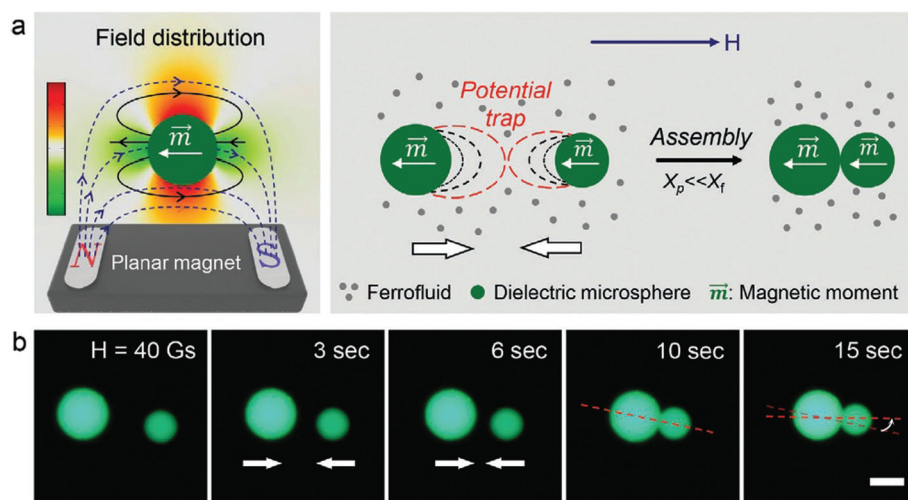 a
Field distribution
m
N
S
Planar magnet
H
Potential
trap
m
m
Assembly
Xp<<Xf
m
m
Ferrofluid
Dielectric microsphere
m: Magnetic moment
b
H = 40 Gs
3 sec
6 sec
10 sec
15 sec